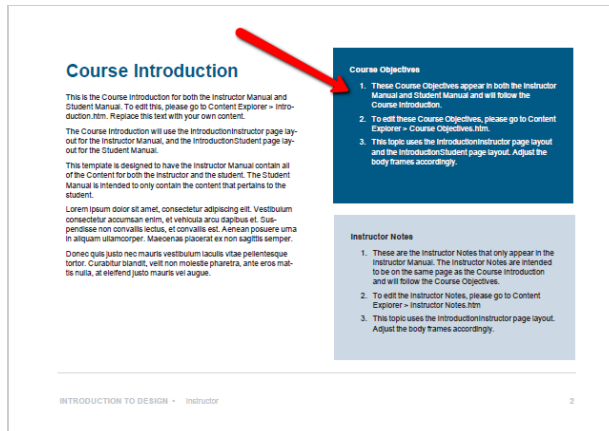 Course Introduction
This is the Course Introduction for both the Instructor Manual and
Student Manual. To edit this, please go to Content Explorer > Intro-
duction.htm. Replace this text with your own content.
The Course Introduction will use the IntroductionInstructor page lay-
out for the Instructor Manual, and the IntroductionStudent page lay-
out for the Student Manual.
This template is designed to have the Instructor Manual contain all
of the Content for both the instructor and the student. The Student
Manual is intended to only contain the content that pertains to the
student.
Lorem ipsum dolor sit amet, consectetur adipiscing elit. Vestibulum
consectetur accumsan enim, et vehicula arcu dapibus et. Sus-
pendisse non convallis lectus, et convallis est. Aenean posuere urna
in aliquam ullamcorper. Maecenas placerat ex non sagittis semper.
Donec quis justo nec mauris vestibulum iaculis vitae pellentesque
tortor. Curabitur blandit, velit non molestie pharetra, ante eros mat-
tis nulla, at eleifend justo mauris vel augue.
Course Objectives
1. These Course Objectives appear in both the Instructor
Manual and Student Manual and will follow the
Course Introduction.
2. To edit these Course Objectives, please go to Content
Explorer > Course Objectives.htm.
3. This topic uses the IntroductionInstructor page layout
and the IntroductionStudent page layout. Adjust the
body frames accordingly.
Instructor Notes
1. These are the Instructor Notes that only appear in the
Instructor Manual. The Instructor Notes are intended
to be on the same page as the Course Introduction
and will follow the Course Objectives.
2. To edit the Instructor Notes, please go to Content
Explorer > Instructor Notes.htm
3. This topic uses the IntroductionInstructor page layout.
Adjust the body frames accordingly.
INTRODUCTION TO DESIGN • Instructor 2